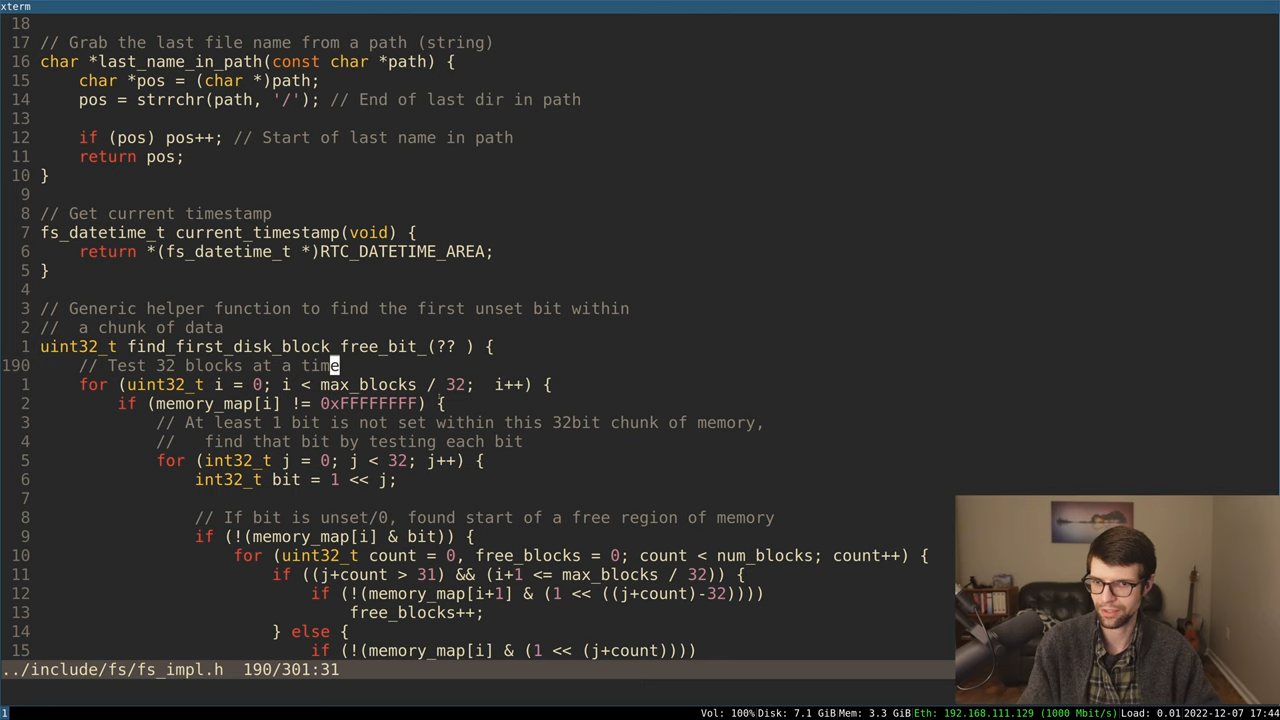 xterm
18
17 // Grab the last file name from a path (string)
16 char *last_name_in_path(const char *path) {
15     char *pos = (char *)path;
14     pos = strrchr(path, '/'); // End of last dir in path
13
12     if (pos) pos++; // Start of last name in path
11     return pos;
10 }
9
8 // Get current timestamp
7 fs_datetime_t current_timestamp(void) {
6     return *(fs_datetime_t *)RTC_DATETIME_AREA;
5 }
4
3 // Generic helper function to find the first unset bit within
2 //  a chunk of data
1 uint32_t find_first_disk_block_free_bit_(?? ) {
190     // Test 32 blocks at a time
1     for (uint32_t i = 0; i < max_blocks / 32;  i++) {
2         if (memory_map[i] != 0xFFFFFFFF) {
3             // At least 1 bit is not set within this 32bit chunk of memory,
4             //   find that bit by testing each bit
5             for (int32_t j = 0; j < 32; j++) {
6                 int32_t bit = 1 << j;
7
8                 // If bit is unset/0, found start of a free region of memory
9                 if (!(memory_map[i] & bit)) {
10                     for (uint32_t count = 0, free_blocks = 0; count < num_blocks; count++) {
11                         if ((j+count > 31) && (i+1 <= max_blocks / 32)) {
12                             if (!(memory_map[i+1] & (1 << ((j+count)-32))))
13                                 free_blocks++;
14                         } else {
15                             if (!(memory_map[i] & (1 << (j+count))))
../include/fs/fs_impl.h  190/301:31
1 Vol: 100% Disk: 7.1 GiB Mem: 3.3 GiB Eth: 192.168.111.129 (1000 Mbit/s) Load: 0.01 2022-12-07 17:44